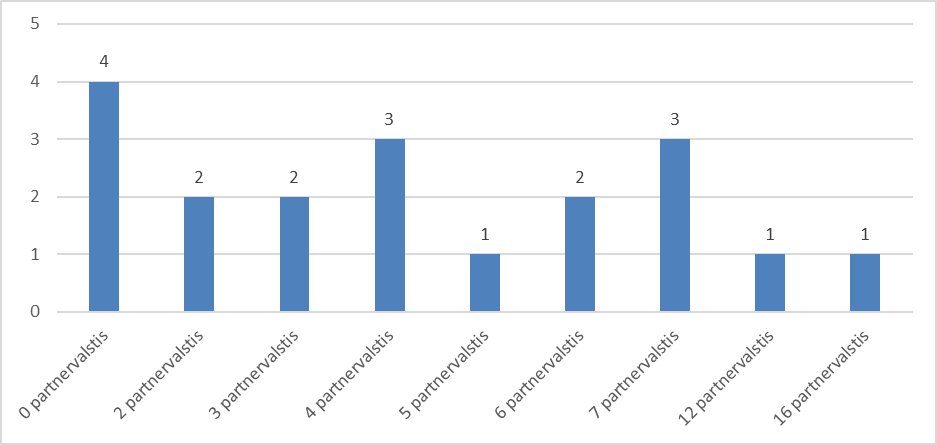 5
4
3
2
1
0
4
2
2
3
1
2
3
1
1
0 partnervalstis
2 partnervalstis
3 partnervalstis
4 partnervalstis
5 partnervalstis
6 partnervalstis
7 partnervalstis
12 partnervalstis
16 partnervalstis